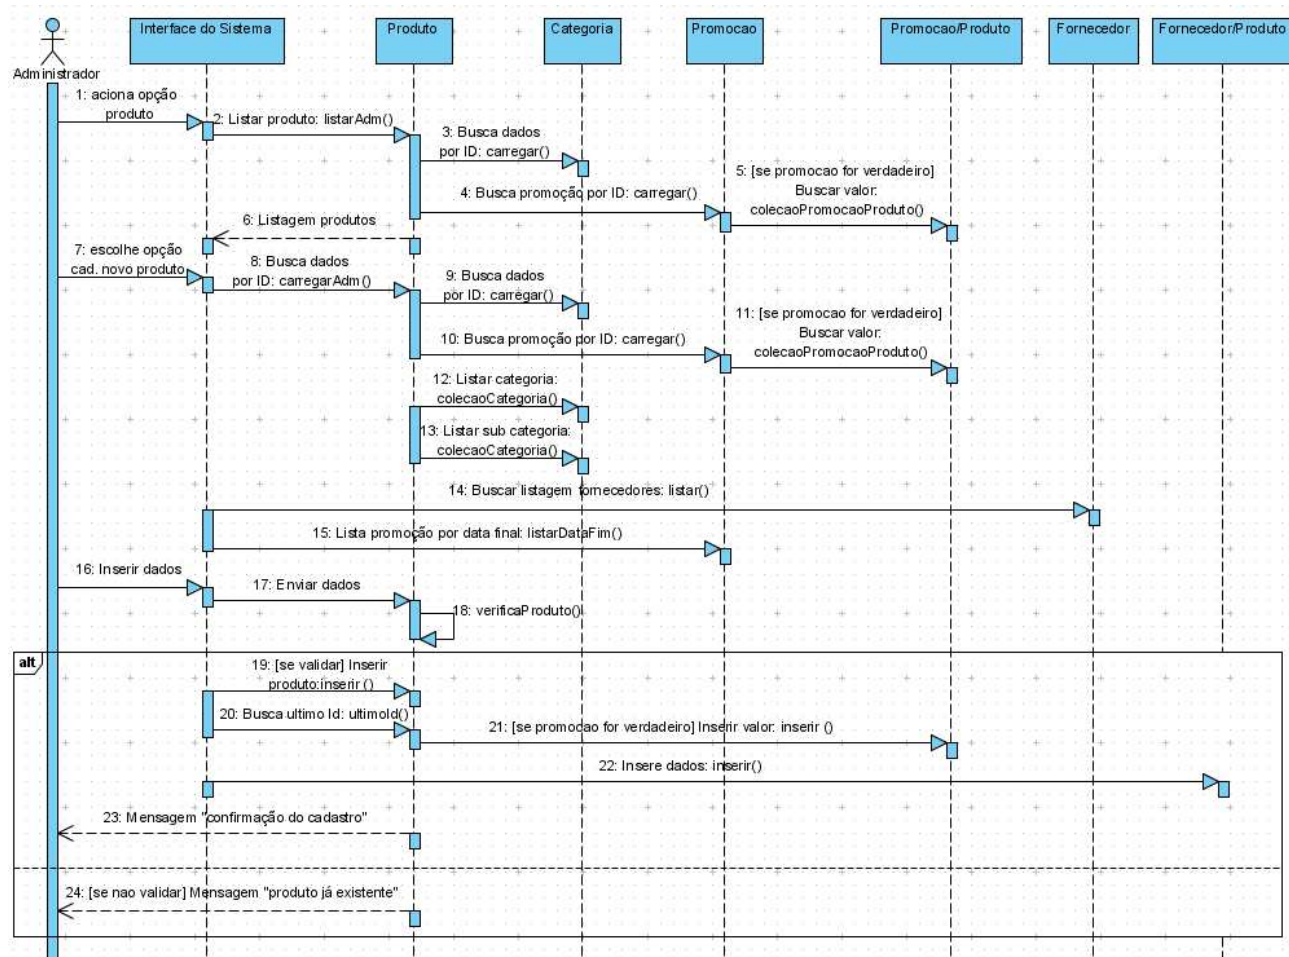 Interface do Sistema
Produto
Categoria
Promocao
Promocao/Produto
Fornecedor
Fornecedor/Produto
Administrador
1: aciona opção
produto
2: Listar produto: listarAdm()
3: Busca dados
por ID: carregar()
4: Busca promoção por ID: carregar()
5: [se promocao for verdadeiro]
Buscar valor:
colecaoPromocaoProduto()
6: Listagem produtos
7: escolhe opção
cad. novo produto
8: Busca dados
por ID: carregarAdm()
9: Busca dados
por ID: carregar()
10: Busca promoção por ID: carregar()
11: [se promocao for verdadeiro]
Buscar valor:
colecaoPromocaoProduto()
12: Listar categoria:
colecaoCategoria()
13: Listar sub categoria:
colecaoCategoria()
14: Buscar listagem fornecedores: listar()
15: Lista promoção por data final: listarDataFim()
16: Inserir dados
17: Enviar dados
18: verificaProduto()
alt
19: [se validar] Inserir
produto:inserir ()
20: Busca ultimo Id: ultimoId()
21: [se promocao for verdadeiro] Inserir valor: inserir ()
22: Insere dados: inserir()
23: Mensagem "confirmação do cadastro"
24: [se nao validar] Mensagem "produto já existente"